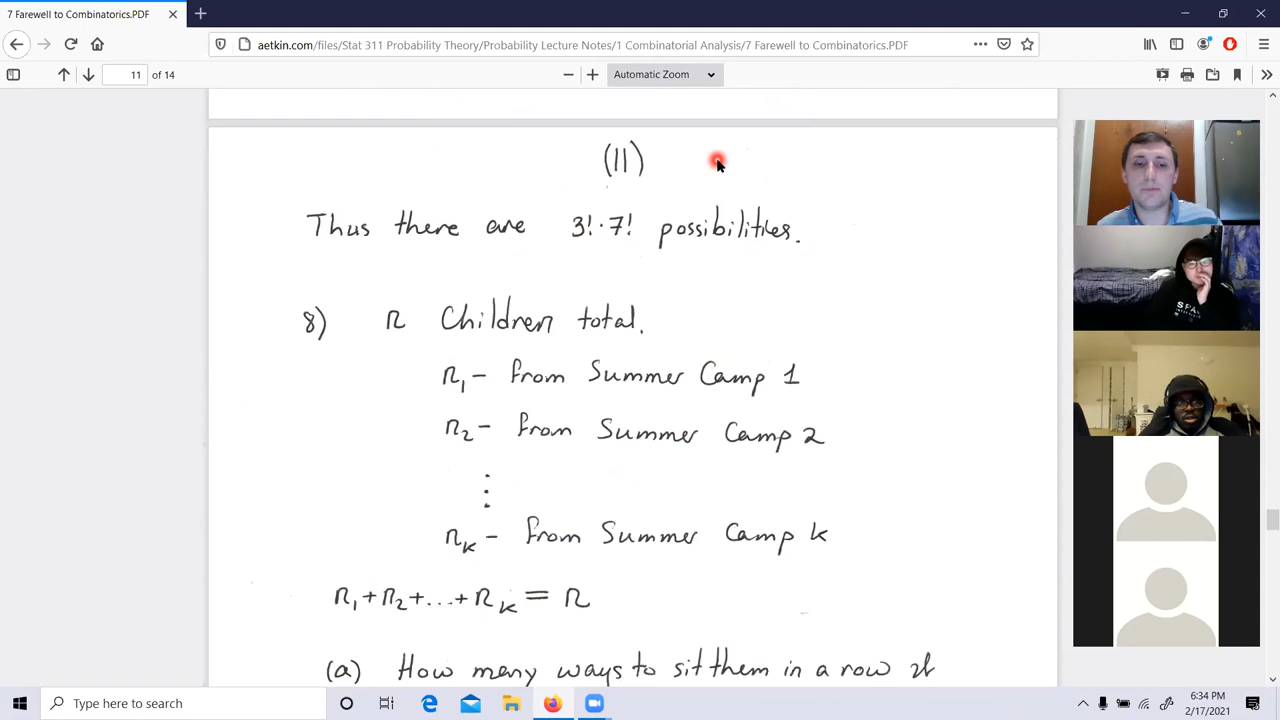 7 Farewell to Combinatorics.PDF
aetkin.com/files/Stat 311 Probability Theory/Probability Lecture Notes/1 Combinatorial Analysis/7 Farewell to Combinatorics.PDF
11 of 14
Automatic Zoom
(11)
Thus there are 3!·7! possibilities.
8) n Children total.
n₁ – from Summer Camp 1
n₂ – from Summer Camp 2
⋮
nₖ – from Summer Camp k
n₁+n₂+...+nₖ = n
(a) How many ways to sit them in a row if
Type here to search
6:34 PM
2/17/2021